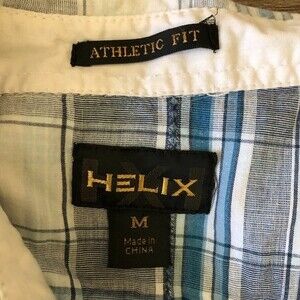 ATHLETIC FIT
HELIX
M
Made in
CHINA